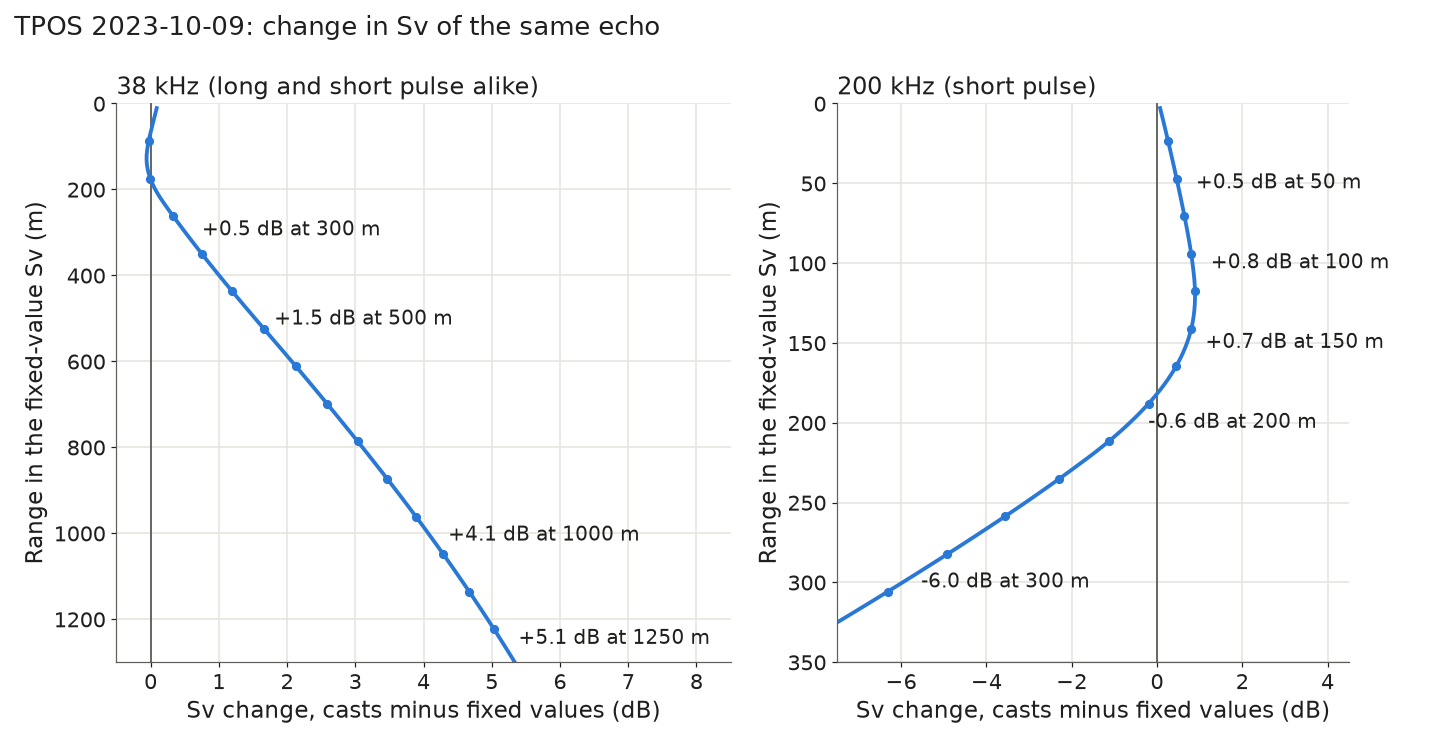 TPOS 2023-10-09: change in Sv of the same echo
38 kHz (long and short pulse alike)
Range in the fixed-value Sv (m)
0
200
400
600
800
1000
1200
+0.5 dB at 300 m
+1.5 dB at 500 m
+4.1 dB at 1000 m
+5.1 dB at 1250 m
0 1 2 3 4 5 6 7 8
Sv change, casts minus fixed values (dB)
200 kHz (short pulse)
Range in the fixed-value Sv (m)
0
50
100
150
200
250
300
350
+0.5 dB at 50 m
+0.8 dB at 100 m
+0.7 dB at 150 m
-0.6 dB at 200 m
-6.0 dB at 300 m
−6 −4 −2 0 2 4
Sv change, casts minus fixed values (dB)